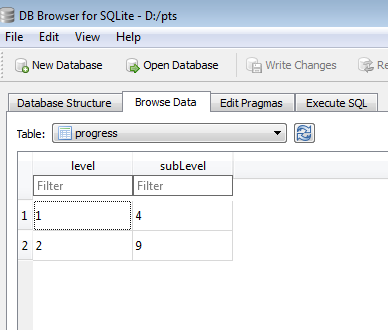 DB Browser for SQLite - D:/pts
File Edit View Help
New Database Open Database Write Changes
Database Structure Browse Data Edit Pragmas Execute SQL
Table: progress
level subLevel
Filter Filter
1 1 4
2 2 9